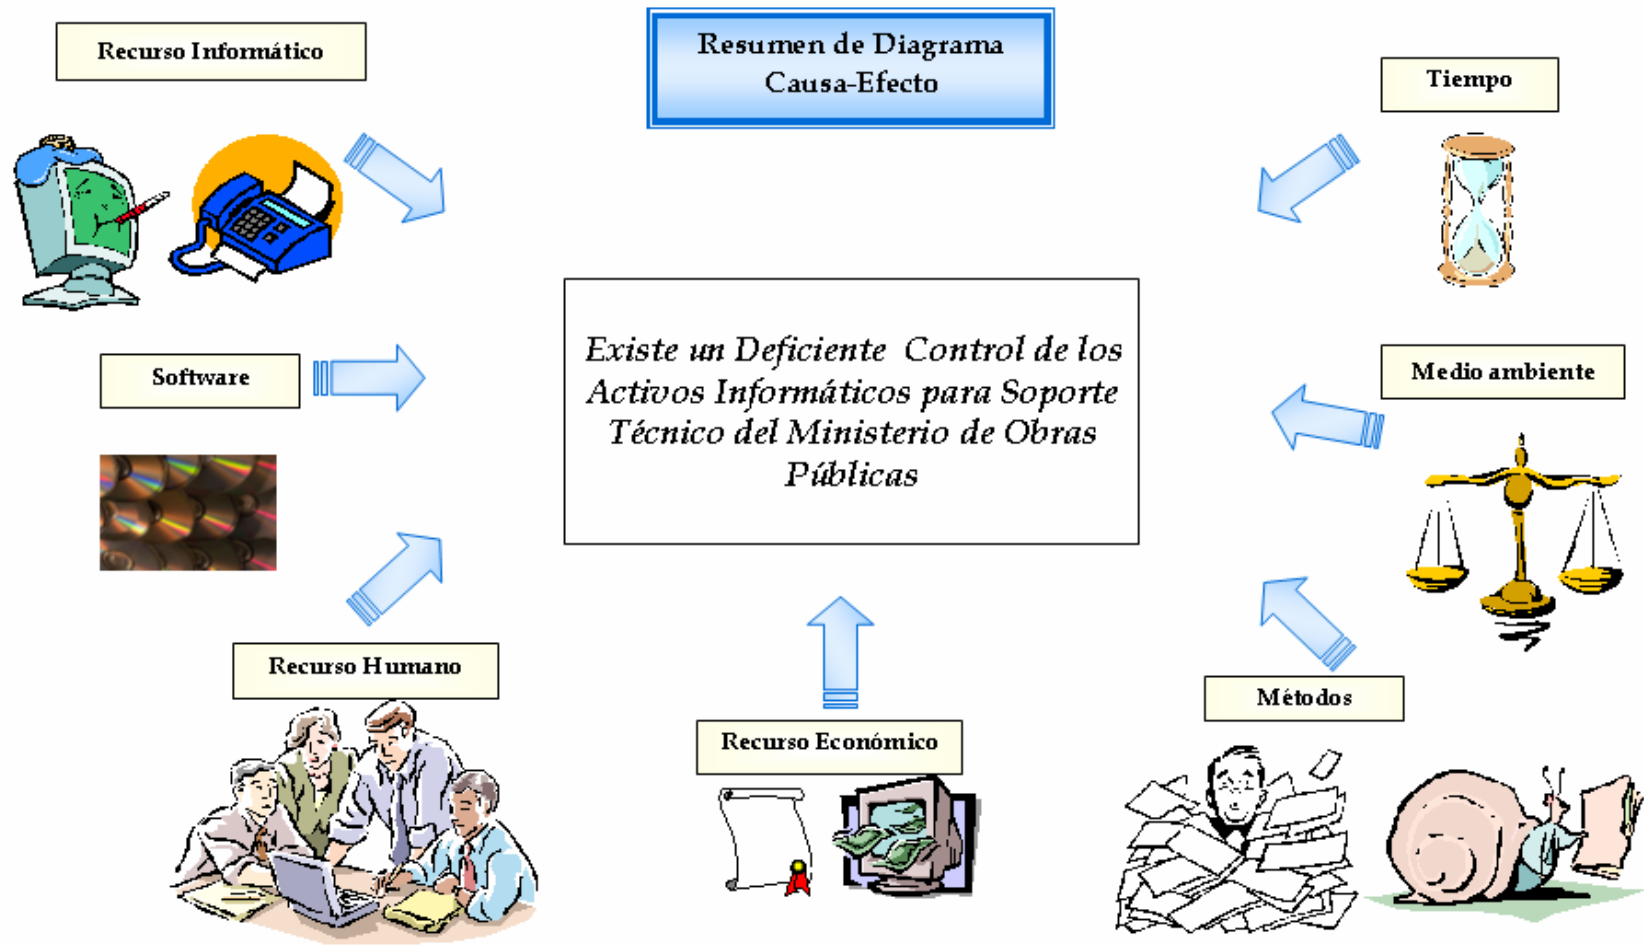 Recurso Informático
Resumen de Diagrama
Causa-Efecto
Tiempo
Existe un Deficiente Control de los
Activos Informáticos para Soporte
Técnico del Ministerio de Obras
Públicas
Software
Medio ambiente
Recurso Humano
Recurso Económico
Métodos